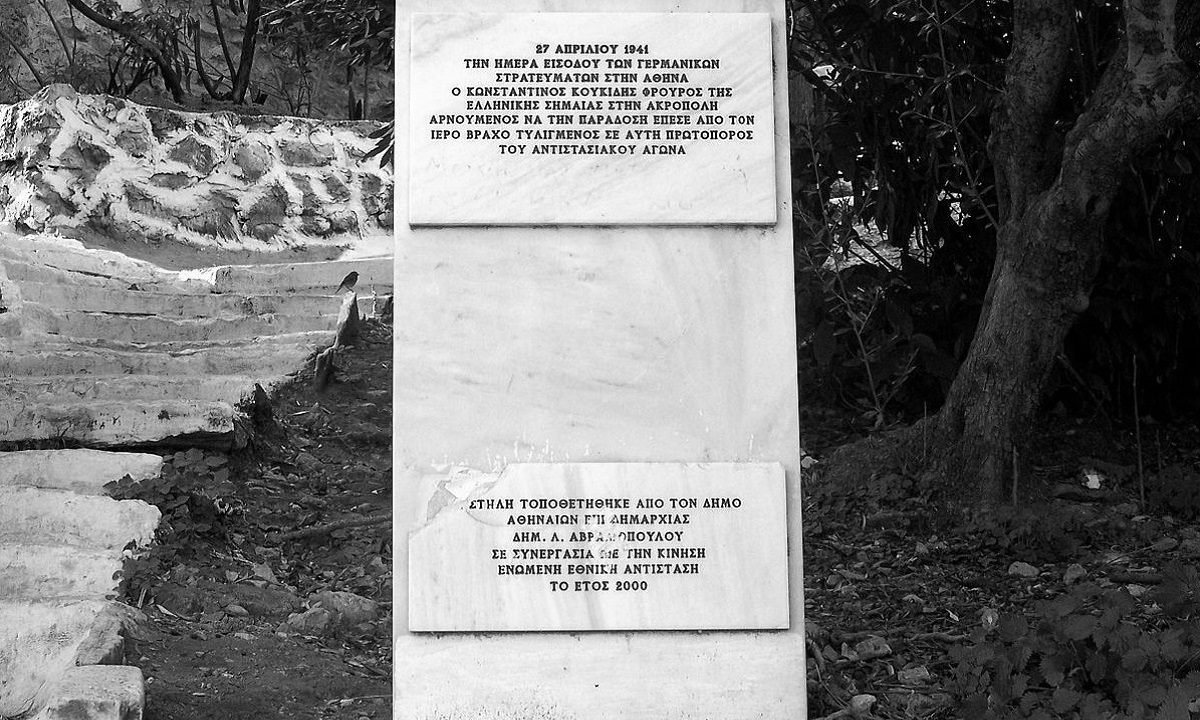 27 ΑΠΡΙΛΙΟΥ 1941
ΤΗΝ ΗΜΕΡΑ ΕΙΣΟΔΟΥ ΤΩΝ ΓΕΡΜΑΝΙΚΩΝ
ΣΤΡΑΤΕΥΜΑΤΩΝ ΣΤΗΝ ΑΘΗΝΑ
Ο ΚΩΝΣΤΑΝΤΙΝΟΣ ΚΟΥΚΙΔΗΣ ΦΡΟΥΡΟΣ ΤΗΣ
ΕΛΛΗΝΙΚΗΣ ΣΗΜΑΙΑΣ ΣΤΗΝ ΑΚΡΟΠΟΛΗ
ΑΡΝΟΥΜΕΝΟΣ ΝΑ ΤΗΝ ΠΑΡΑΔΟΣΗ ΕΠΕΣΕ ΑΠΟ ΤΟΝ
ΙΕΡΟ ΒΡΑΧΟ ΤΥΛΙΓΜΕΝΟΣ ΣΕ ΑΥΤΗ ΠΡΩΤΟΠΟΡΟΣ
ΤΟΥ ΑΝΤΙΣΤΑΣΙΑΚΟΥ ΑΓΩΝΑ
ΣΤΗΛΗ ΤΟΠΟΘΕΤΗΘΗΚΕ ΑΠΟ ΤΟΝ ΔΗΜΟ
ΑΘΗΝΑΙΩΝ ΕΠΙ ΔΗΜΑΡΧΙΑΣ
ΔΗΜ. Λ. ΑΒΡΑΜΟΠΟΥΛΟΥ
ΣΕ ΣΥΝΕΡΓΑΣΙΑ ΜΕ ΤΗΝ ΚΙΝΗΣΗ
ΕΝΩΜΕΝΗ ΕΘΝΙΚΗ ΑΝΤΙΣΤΑΣΗ
ΤΟ ΕΤΟΣ 2000